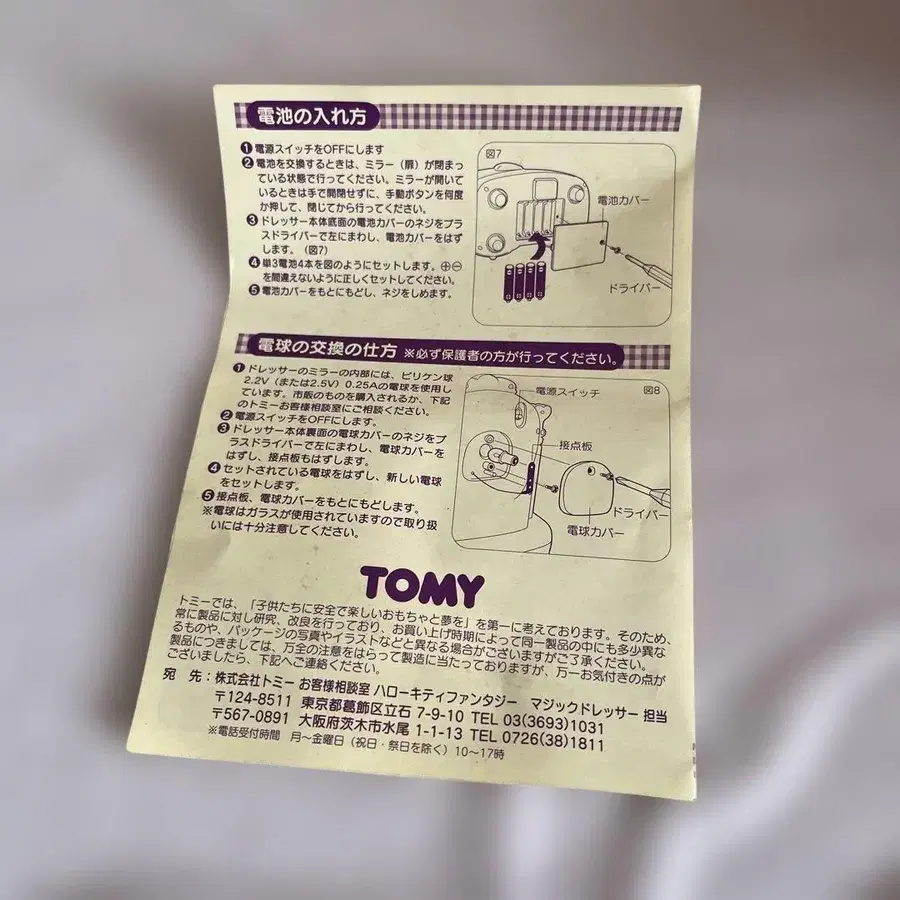 電池の入れ方
❶電源スイッチをOFFにします
❷電池を交換するときは、ミラー（扉）が閉まっ
ている状態で行ってください。ミラーが開いて
いるときは手で開閉せずに、手動ボタンを何度
か押して、閉じてから行ってください。
❸ドレッサー本体底面の電池カバーのネジをプラ
スドライバーで左にまわし、電池カバーをはず
します。（図7）
❹単3電池4本を図のようにセットします。⊕⊖
を間違えないように正しくセットしてください。
❺電池カバーをもとにもどし、ネジをしめます。
図7
電池カバー
ドライバー
電球の交換の仕方 ※必ず保護者の方が行ってください。
❶ドレッサーのミラーの内部には、ビリケン球
2.2V（または2.5V）0.25Aの電球を使用し
ています。市販のものを購入されるか、下記
のトミーお客様相談室にご相談ください。
❷電源スイッチをOFFにします。
❸ドレッサー本体裏面の電球カバーのネジをプ
ラスドライバーで左にまわし、電球カバーを
はずし、接点板もはずします。
❹セットされている電球をはずし、新しい電球
をセットします。
❺接点板、電球カバーをもとにもどします。
※電球はガラスが使用されていますので取り扱
いには十分注意してください。
電源スイッチ
図8
接点板
ドライバー
電球カバー
TOMY
トミーでは、「子供たちに安全で楽しいおもちゃと夢を」を第一に考えております。そのため、
常に製品に対し研究、改良を行っており、お買い上げ時期によって同一製品の中にも多少異な
るものや、パッケージの写真やイラストなどと異なる場合がございますがご了承ください。
製品につきましては、万全の注意をはらって製造に当たっておりますが、万一お気付きの点が
ございましたら、下記へご連絡ください。
宛 先：株式会社トミー お客様相談室 ハローキティファンタジー マジックドレッサー 担当
〒124-8511 東京都葛飾区立石 7-9-10 TEL 03(3693)1031
〒567-0891 大阪府茨木市水尾 1-1-13 TEL 0726(38)1811
※電話受付時間 月〜金曜日（祝日・祭日を除く）10〜17時